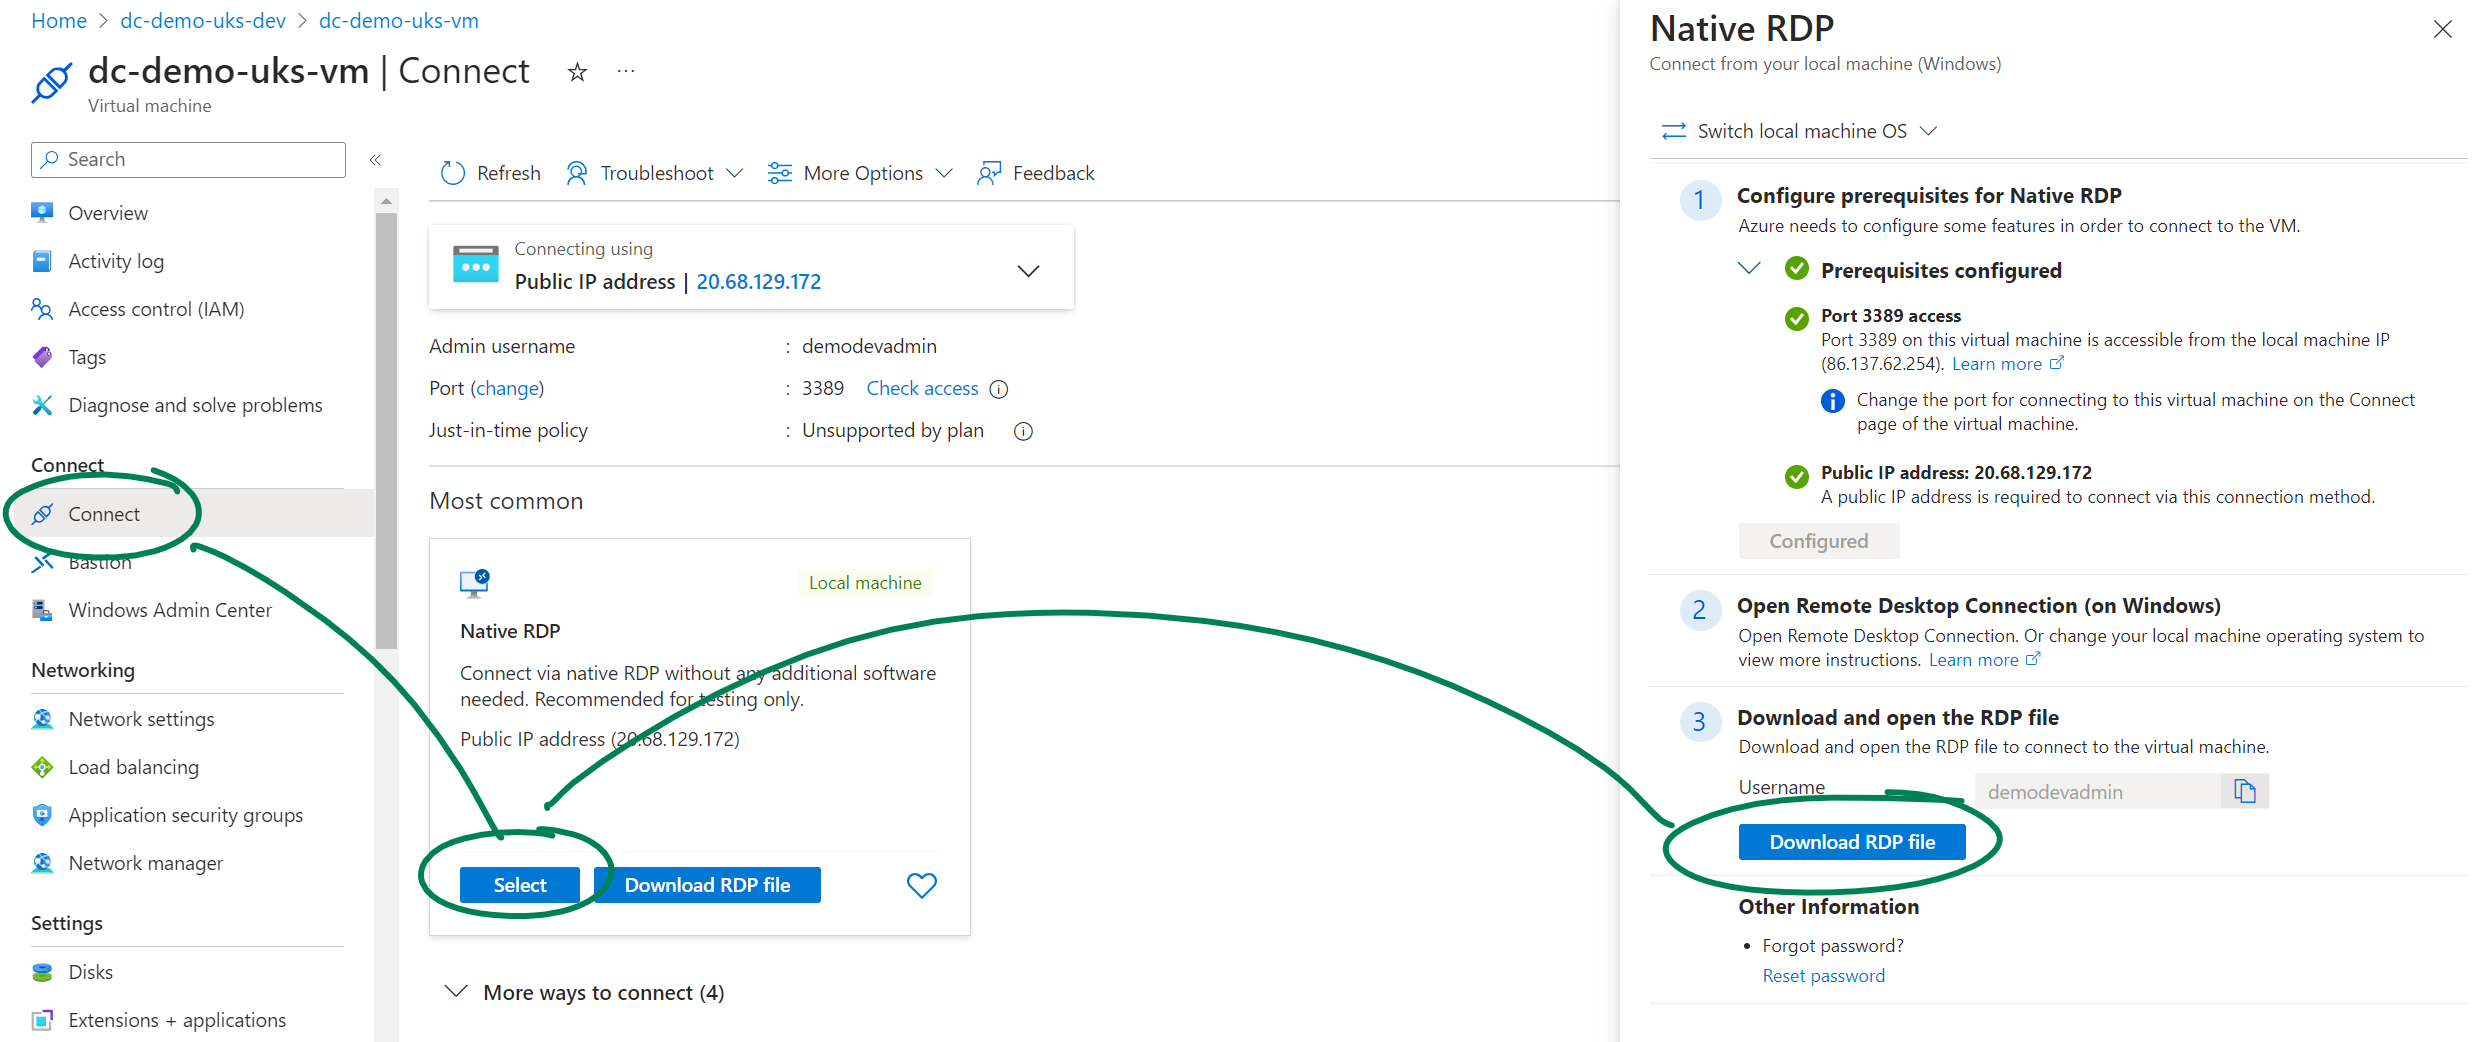 Home > dc-demo-uks-dev > dc-demo-uks-vm
dc-demo-uks-vm | Connect
Virtual machine
Search
Overview
Activity log
Access control (IAM)
Tags
Diagnose and solve problems
Connect
Connect
Bastion
Windows Admin Center
Networking
Network settings
Load balancing
Application security groups
Network manager
Settings
Disks
Extensions + applications
Refresh
Troubleshoot
More Options
Feedback
Connecting using
Public IP address | 20.68.129.172
Admin username : demodevadmin
Port (change) : 3389 Check access
Just-in-time policy : Unsupported by plan
Most common
Local machine
Native RDP
Connect via native RDP without any additional software
needed. Recommended for testing only.
Public IP address (20.68.129.172)
Select
Download RDP file
More ways to connect (4)
Native RDP
Connect from your local machine (Windows)
Switch local machine OS
1 Configure prerequisites for Native RDP
Azure needs to configure some features in order to connect to the VM.
Prerequisites configured
Port 3389 access
Port 3389 on this virtual machine is accessible from the local machine IP
(86.137.62.254). Learn more
Change the port for connecting to this virtual machine on the Connect
page of the virtual machine.
Public IP address: 20.68.129.172
A public IP address is required to connect via this connection method.
Configured
2 Open Remote Desktop Connection (on Windows)
Open Remote Desktop Connection. Or change your local machine operating system to
view more instructions. Learn more
3 Download and open the RDP file
Download and open the RDP file to connect to the virtual machine.
Username demodevadmin
Download RDP file
Other Information
• Forgot password?
Reset password